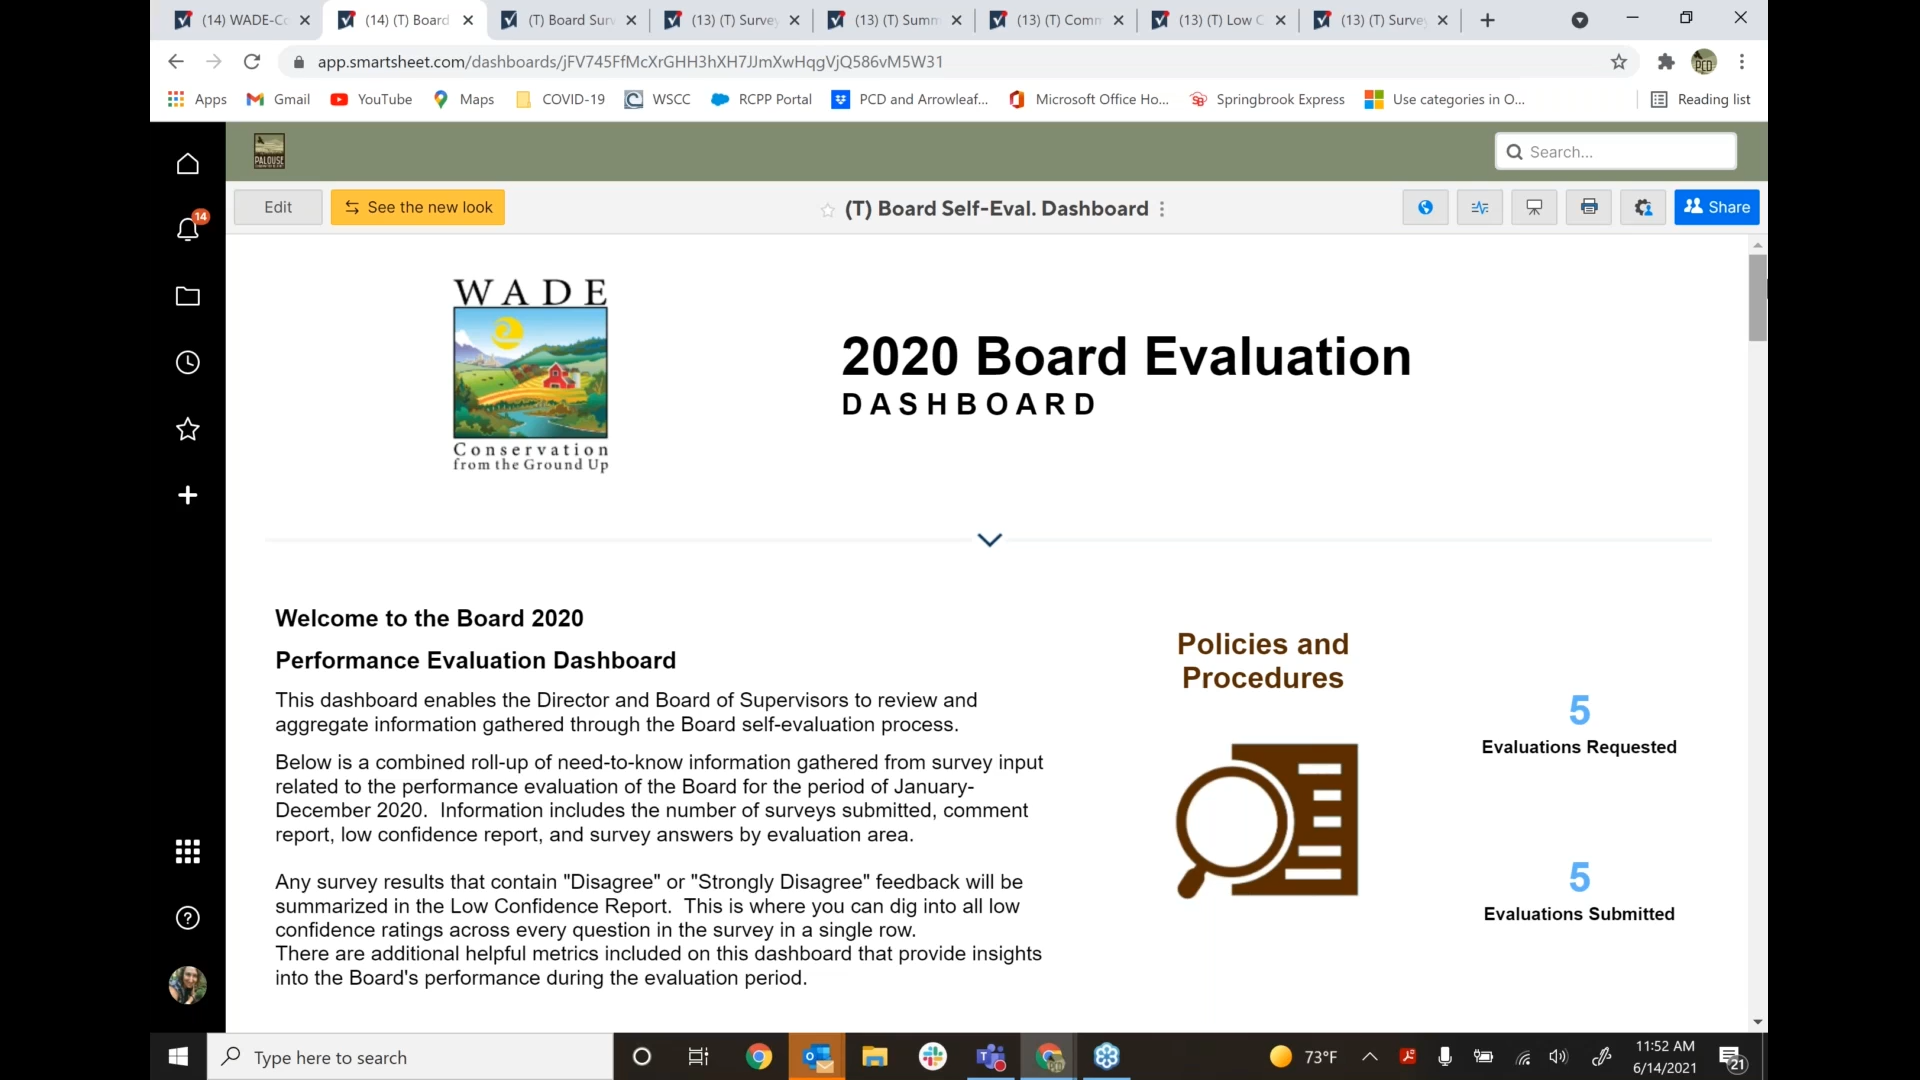 (14) WADE-Co
(14) (T) Board
(T) Board Surv
(13) (T) Survey
(13) (T) Summ
(13) (T) Comm
(13) (T) Low C
(13) (T) Survey
app.smartsheet.com/dashboards/jFV745FfMcXrGHH3hXH7JJmXwHqgVjQ586vM5W31
PCD
Apps
Gmail
YouTube
Maps
COVID-19
WSCC
RCPP Portal
PCD and Arrowleaf...
Microsoft Office Ho...
Springbrook Express
Use categories in O...
Reading list
PALOUSE
Search...
14
Edit
See the new look
(T) Board Self-Eval. Dashboard
Share
WADE
Conservation
from the Ground Up
2020 Board Evaluation
DASHBOARD
Welcome to the Board 2020
Performance Evaluation Dashboard
This dashboard enables the Director and Board of Supervisors to review and
aggregate information gathered through the Board self-evaluation process.
Below is a combined roll-up of need-to-know information gathered from survey input
related to the performance evaluation of the Board for the period of January-
December 2020.  Information includes the number of surveys submitted, comment
report, low confidence report, and survey answers by evaluation area.
Any survey results that contain "Disagree" or "Strongly Disagree" feedback will be
summarized in the Low Confidence Report.  This is where you can dig into all low
confidence ratings across every question in the survey in a single row.
There are additional helpful metrics included on this dashboard that provide insights
into the Board's performance during the evaluation period.
Policies and
Procedures
5
Evaluations Requested
5
Evaluations Submitted
Type here to search
73°F
11:52 AM
6/14/2021
21